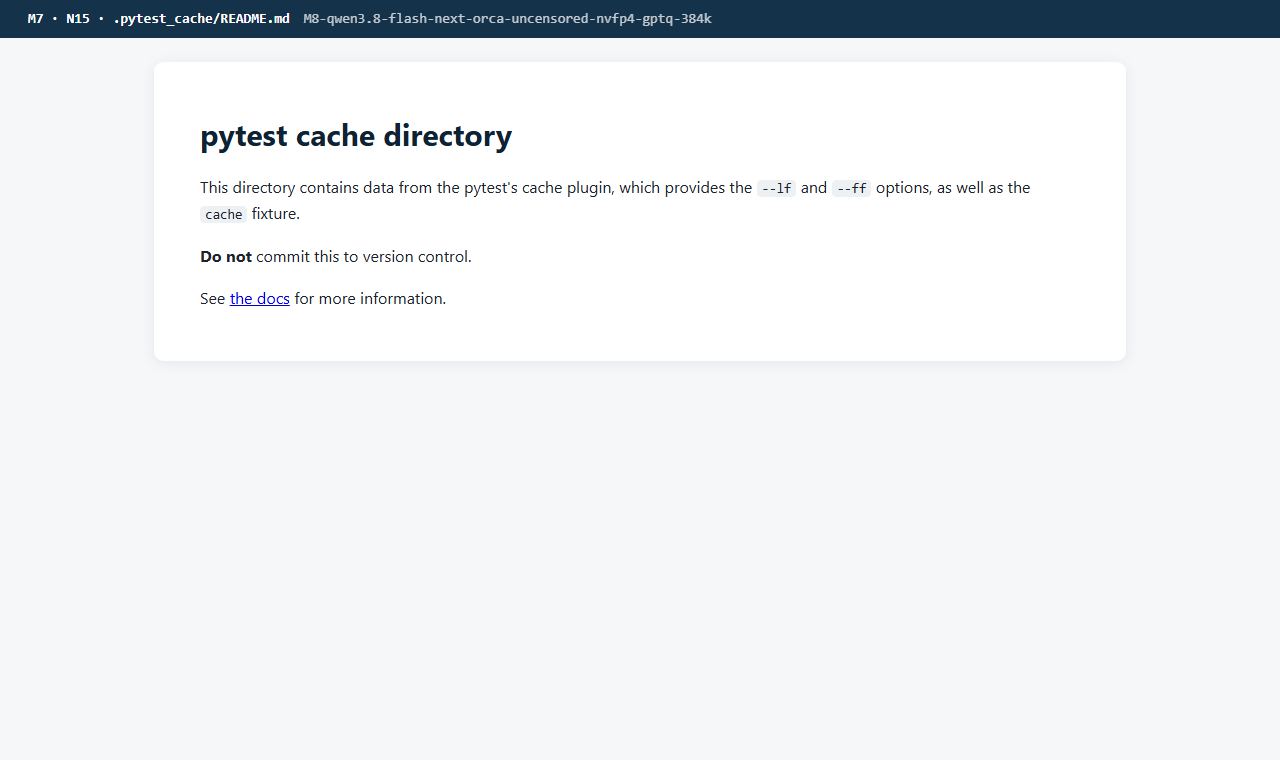 M7 • N15 • .pytest_cache/README.md M8-qwen3.8-flash-next-orca-uncensored-nvfp4-gptq-384k
pytest cache directory
This directory contains data from the pytest's cache plugin, which provides the --lf and --ff options, as well as the
cache fixture.
Do not commit this to version control.
See the docs for more information.